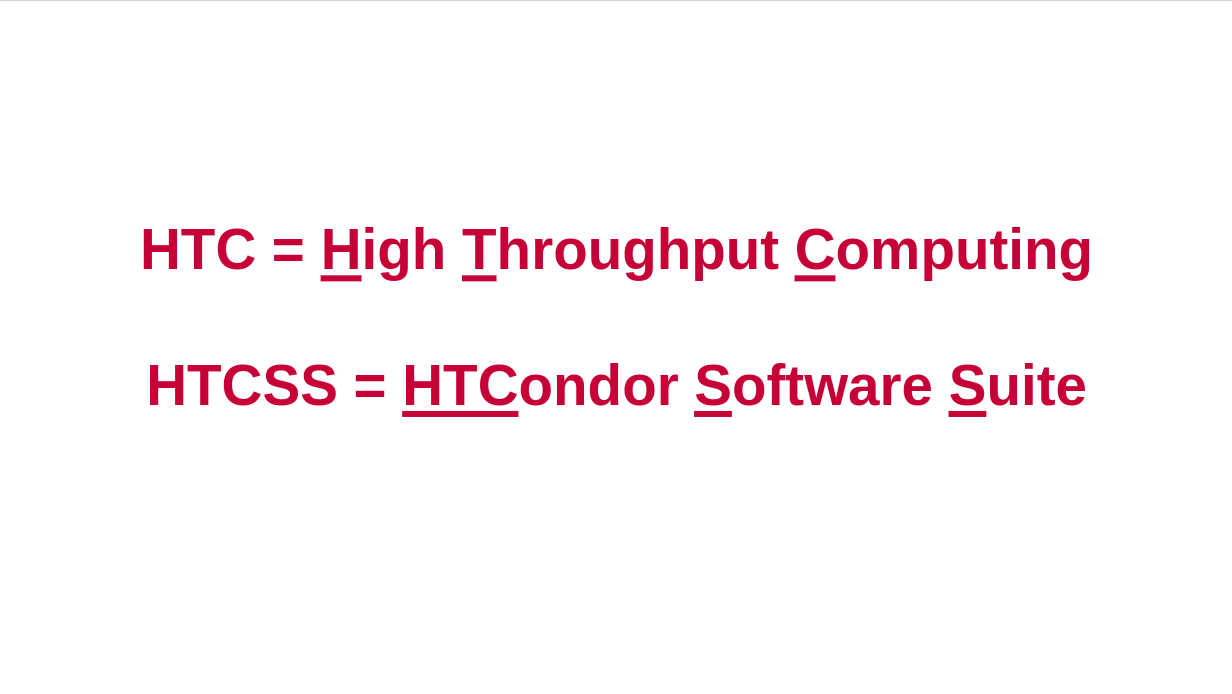 HTC = High Throughput Computing
HTCSS = HTCondor Software Suite